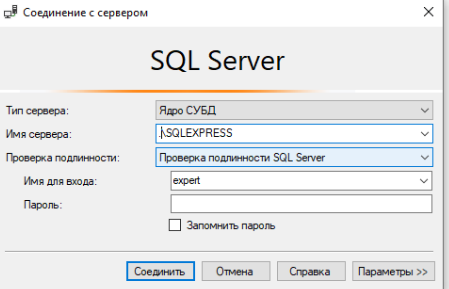 Соединение с сервером
SQL Server
Тип сервера: Ядро СУБД
Имя сервера: .\SQLEXPRESS
Проверка подлинности: Проверка подлинности SQL Server
Имя для входа: expert
Пароль:
Запомнить пароль
Соединить Отмена Справка Параметры >>